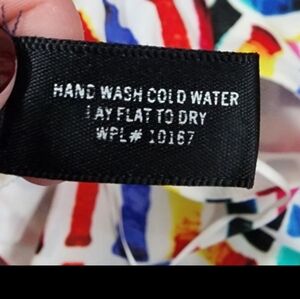 HAND WASH COLD WATER
LAY FLAT TO DRY
WPL# 10167